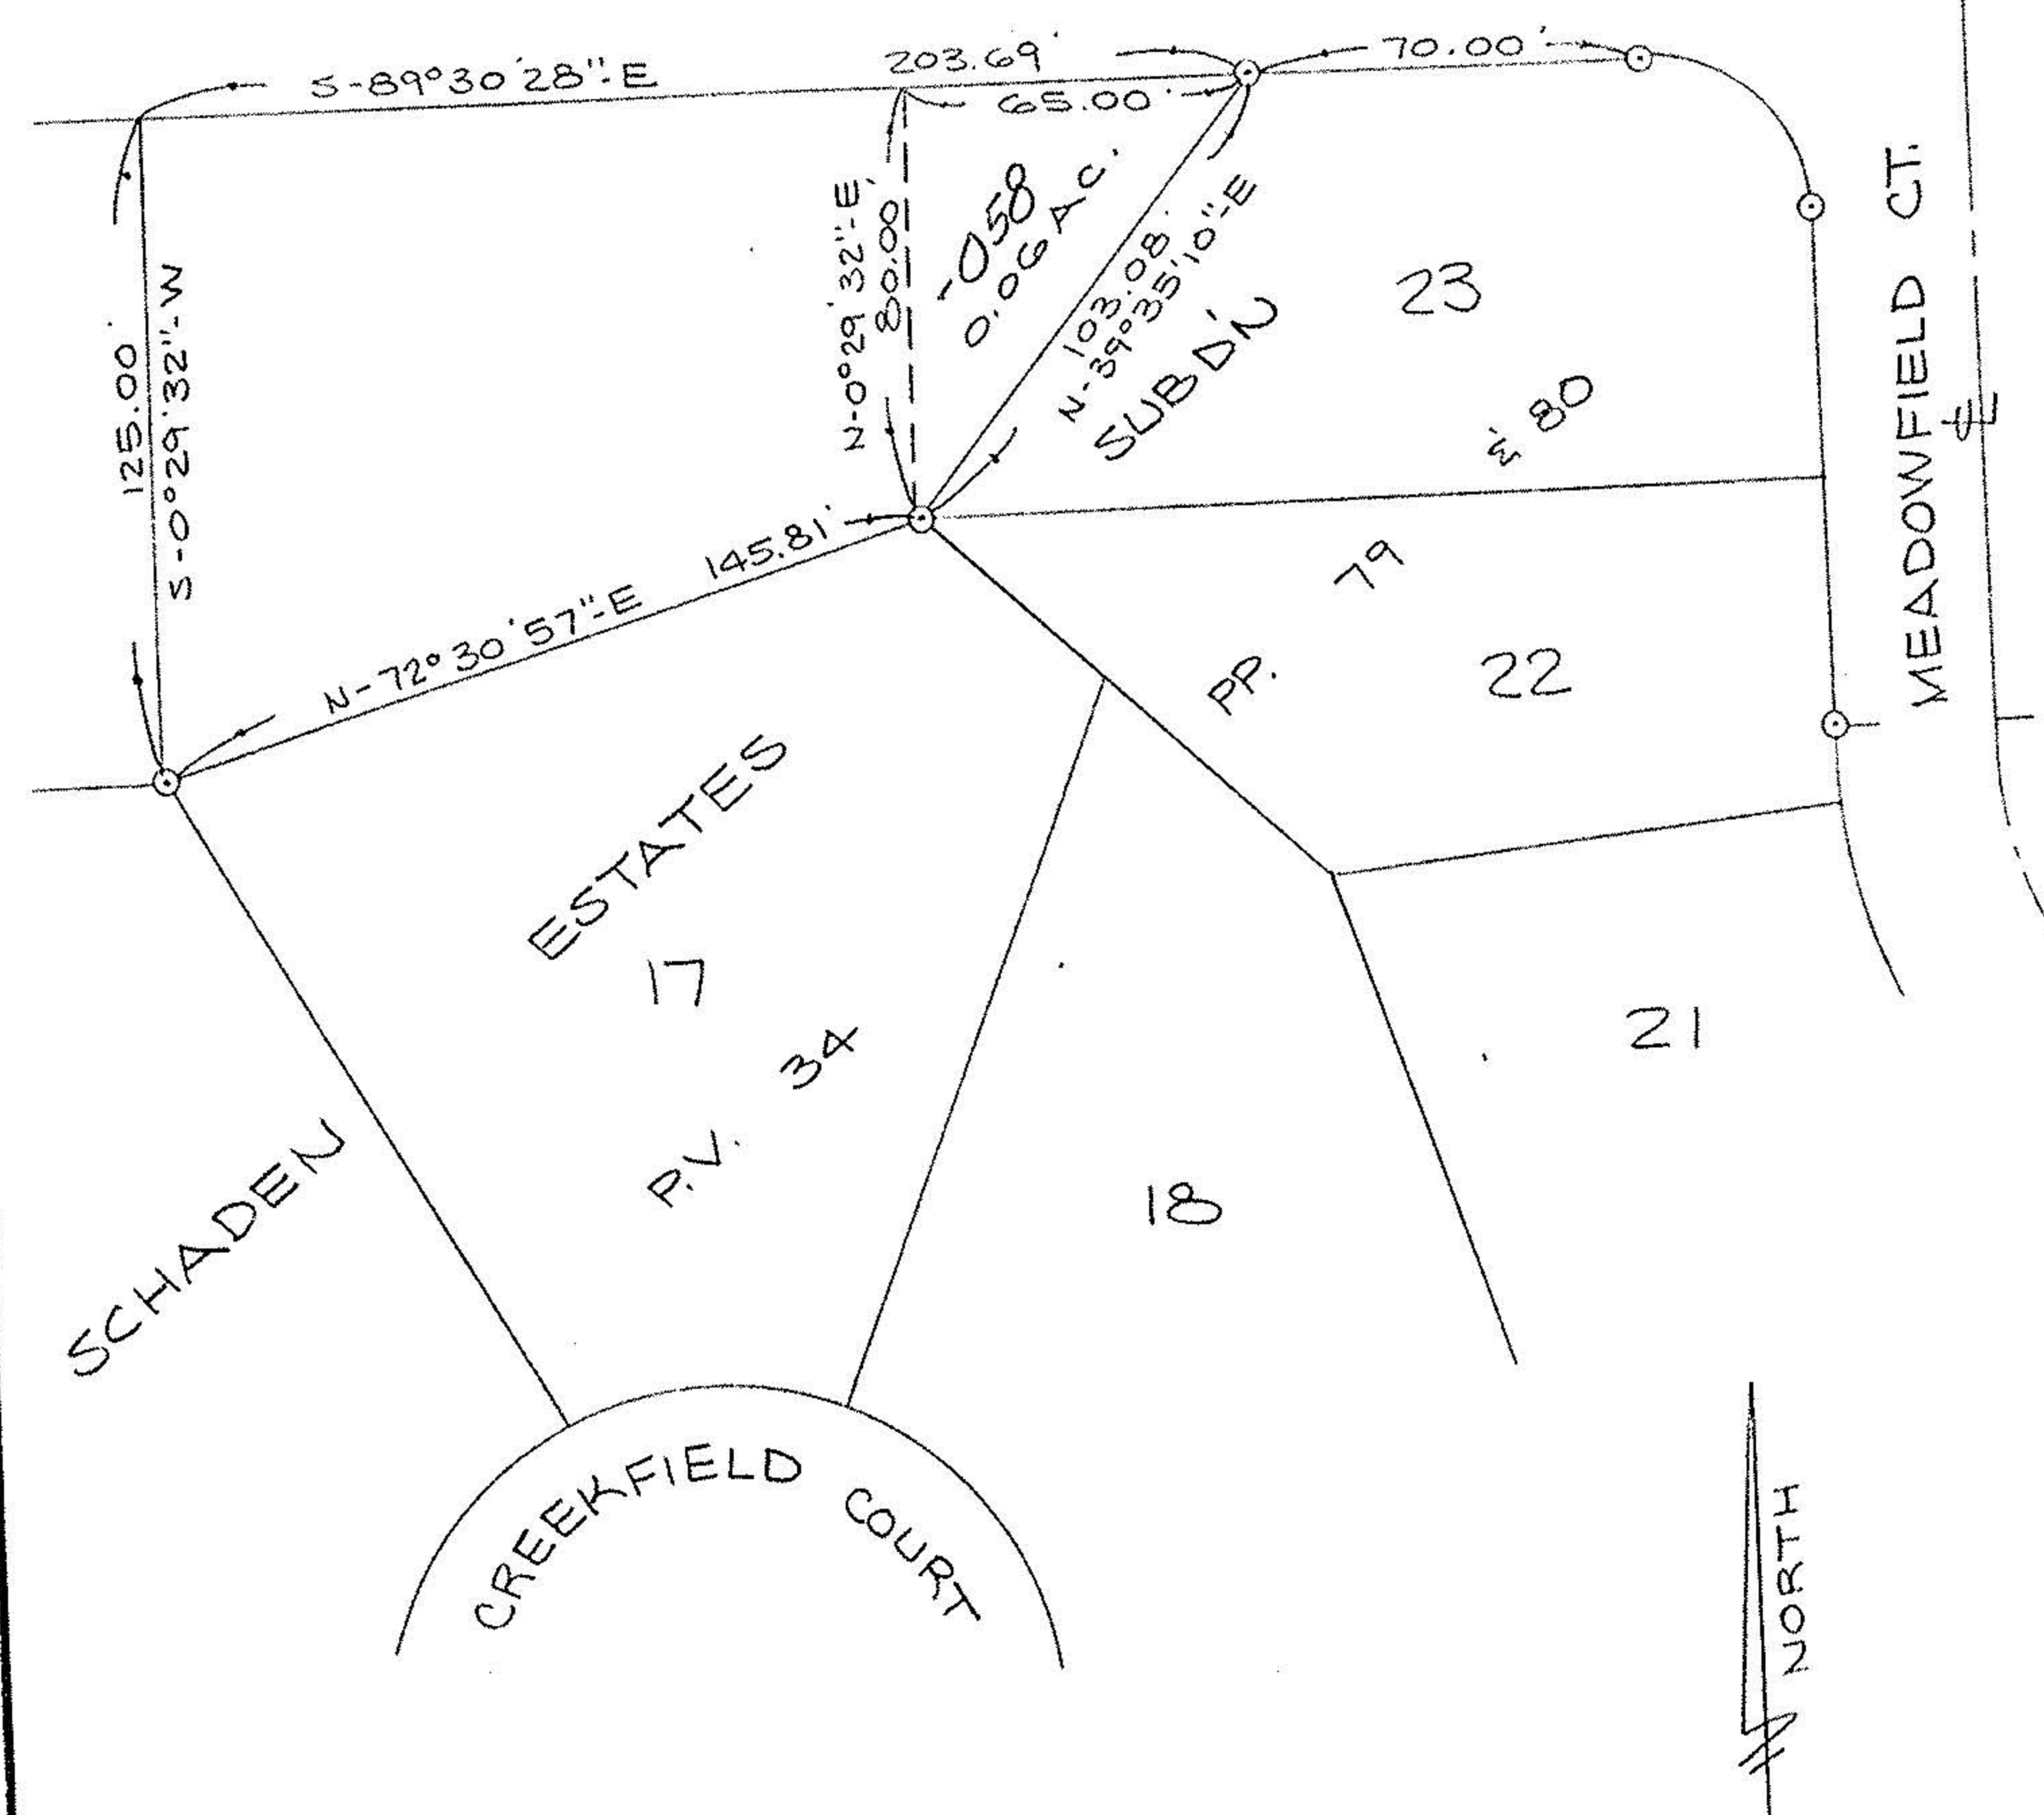 S-89°30'28"-E
203.69'
70.00'
65.00'
125.00'
S-0°29'32"-W
N-0°29'32"-E
80.00'
-058
0.06 AC.
103.08'
N-39°35'10"-E
SUB D'N
23
MEADOWFIELD CT.
℄
& 80
N-72°30'57"-E
145.81'
79
PP.
22
ESTATES
17
34
P.V.
SCHADEN
18
21
CREEKFIELD COURT
NORTH